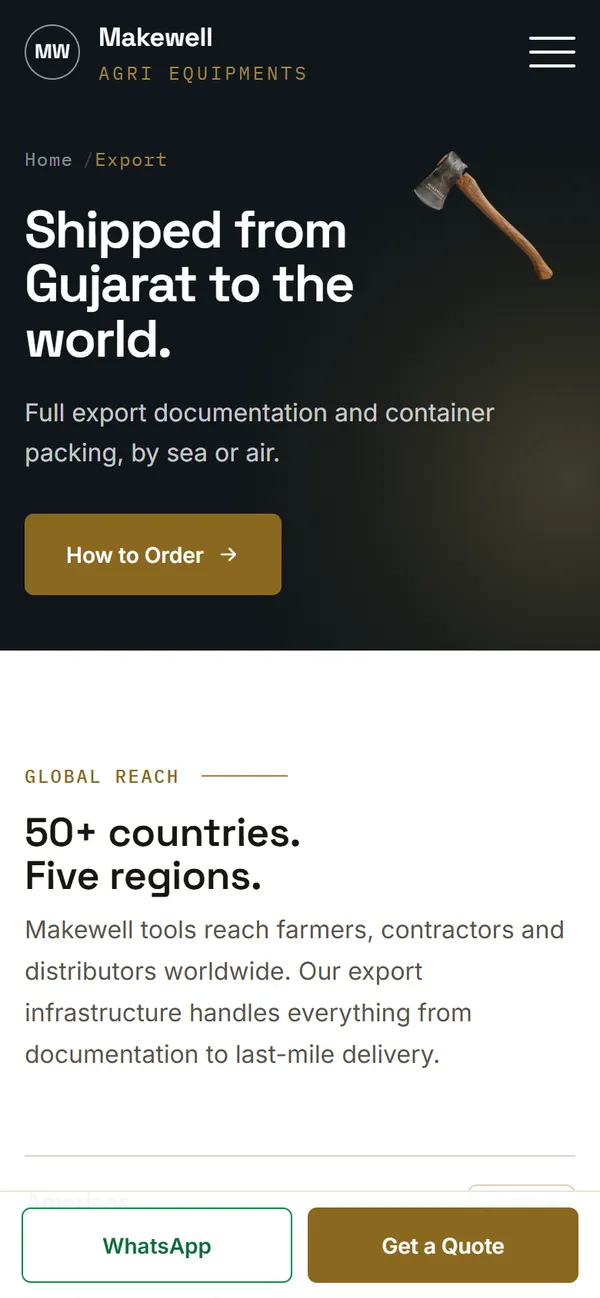 MW
Makewell
AGRI EQUIPMENTS
Home /Export
Shipped from
Gujarat to the
world.
Full export documentation and container
packing, by sea or air.
How to Order →
GLOBAL REACH
50+ countries.
Five regions.
Makewell tools reach farmers, contractors and
distributors worldwide. Our export
infrastructure handles everything from
documentation to last-mile delivery.
Americas
WhatsApp
Get a Quote